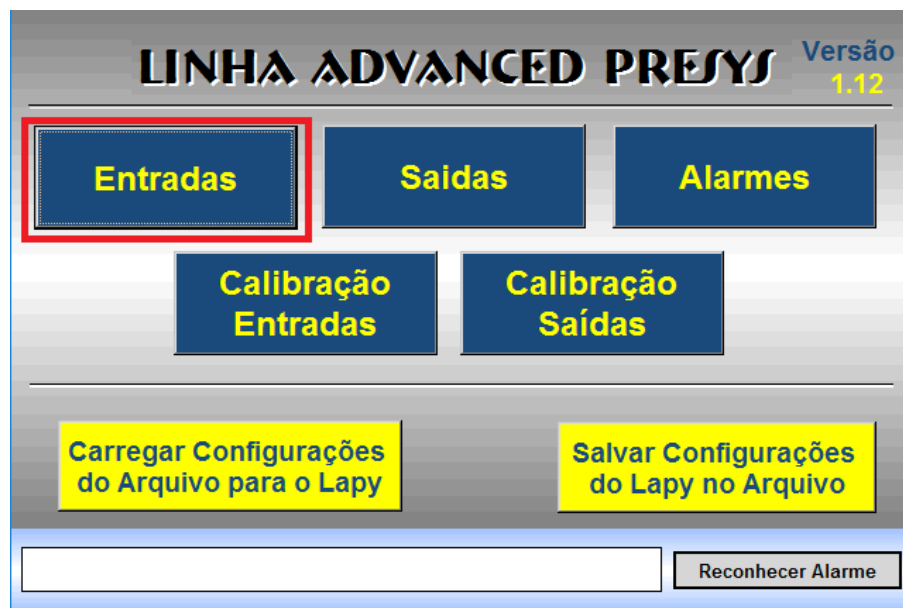 LINHA ADVANCED PRESYS
Versão
1.12
Entradas
Saidas
Alarmes
Calibração
Entradas
Calibração
Saídas
Carregar Configurações
do Arquivo para o Lapy
Salvar Configurações
do Lapy no Arquivo
Reconhecer Alarme